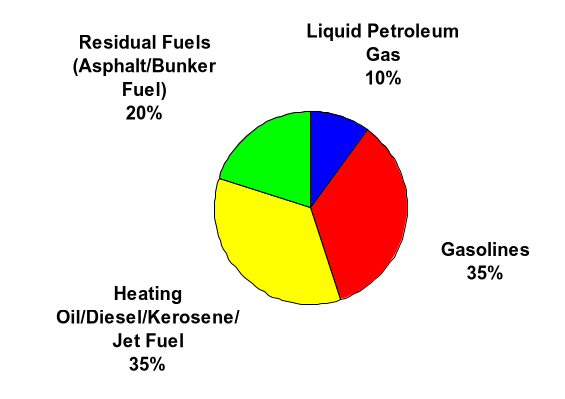 Liquid Petroleum
Gas
10%
Residual Fuels
(Asphalt/Bunker
Fuel)
20%
Gasolines
35%
Heating
Oil/Diesel/Kerosene/
Jet Fuel
35%